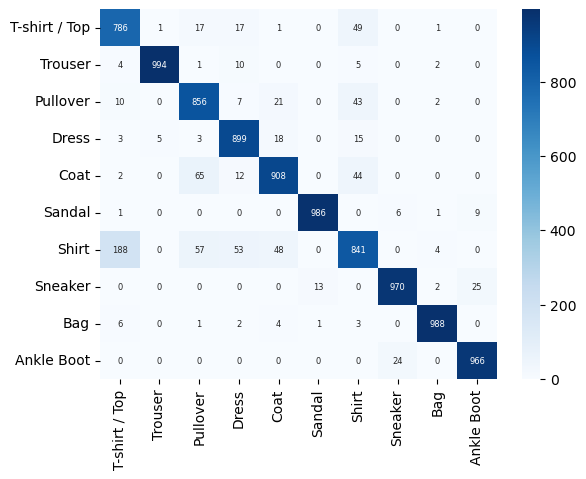 T-shirt / Top 786 1 17 17 1 0 49 0 1 0
Trouser 4 994 1 10 0 0 5 0 2 0
Pullover 10 0 856 7 21 0 43 0 2 0
Dress 3 5 3 899 18 0 15 0 0 0
Coat 2 0 65 12 908 0 44 0 0 0
Sandal 1 0 0 0 0 986 0 6 1 9
Shirt 188 0 57 53 48 0 841 0 4 0
Sneaker 0 0 0 0 0 13 0 970 2 25
Bag 6 0 1 2 4 1 3 0 988 0
Ankle Boot 0 0 0 0 0 0 0 24 0 966
T-shirt / Top
Trouser
Pullover
Dress
Coat
Sandal
Shirt
Sneaker
Bag
Ankle Boot
800
600
400
200
0